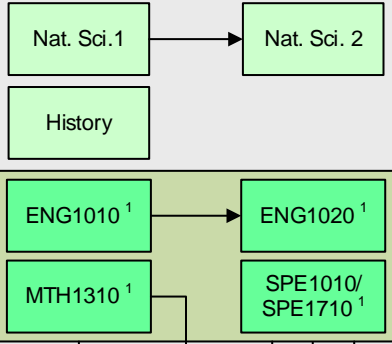 Nat. Sci.1
Nat. Sci. 2
History
ENG1010 ¹
ENG1020 ¹
MTH1310 ¹
SPE1010/
SPE1710 ¹